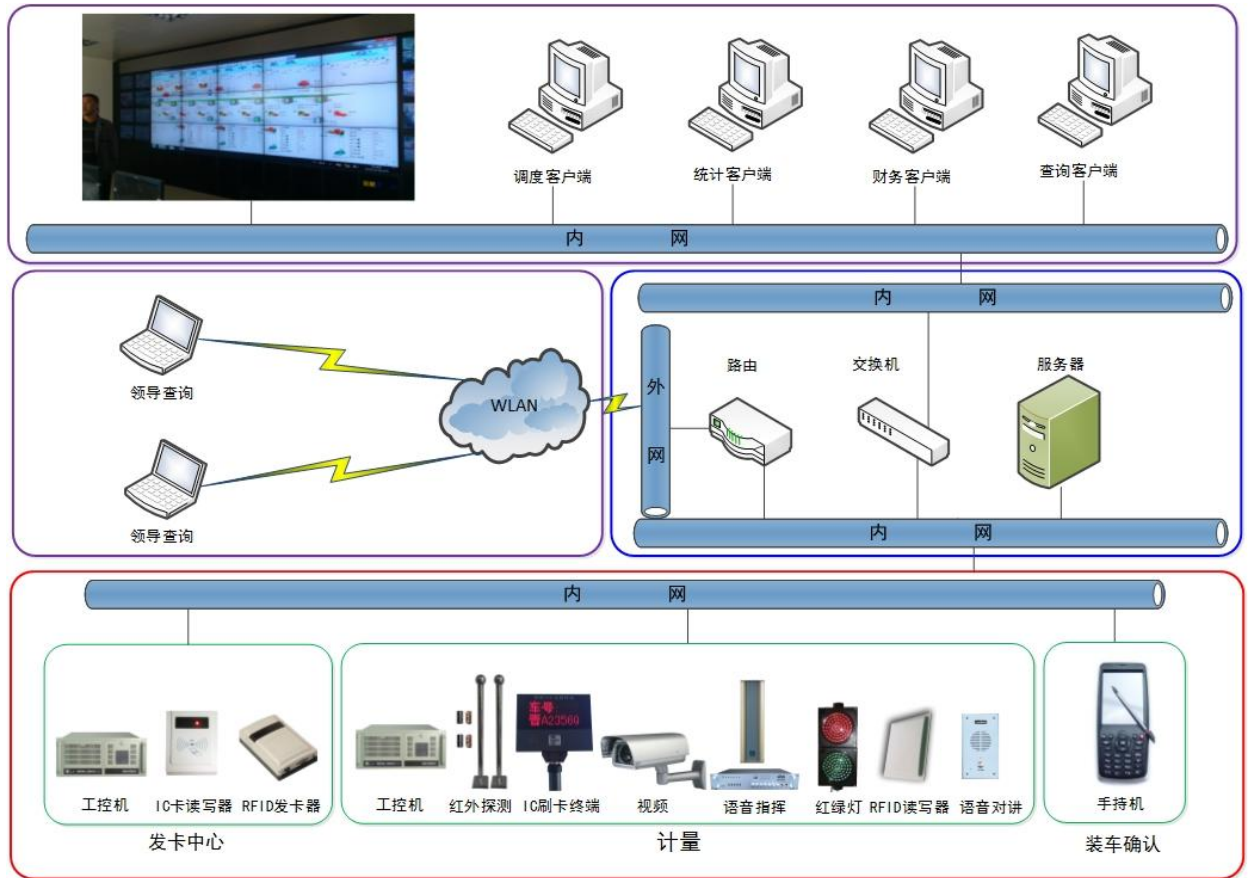 调度客户端
统计客户端
财务客户端
查询客户端
内 网
内 网
外 网
路由
交换机
服务器
领导查询
WLAN
领导查询
内 网
内 网
车号
晋A23560
工控机
IC卡读写器
RFID发卡器
发卡中心
工控机
红外探测
IC刷卡终端
视频
语音指挥
红绿灯
RFID读写器
语音对讲
计量
手持机
装车确认